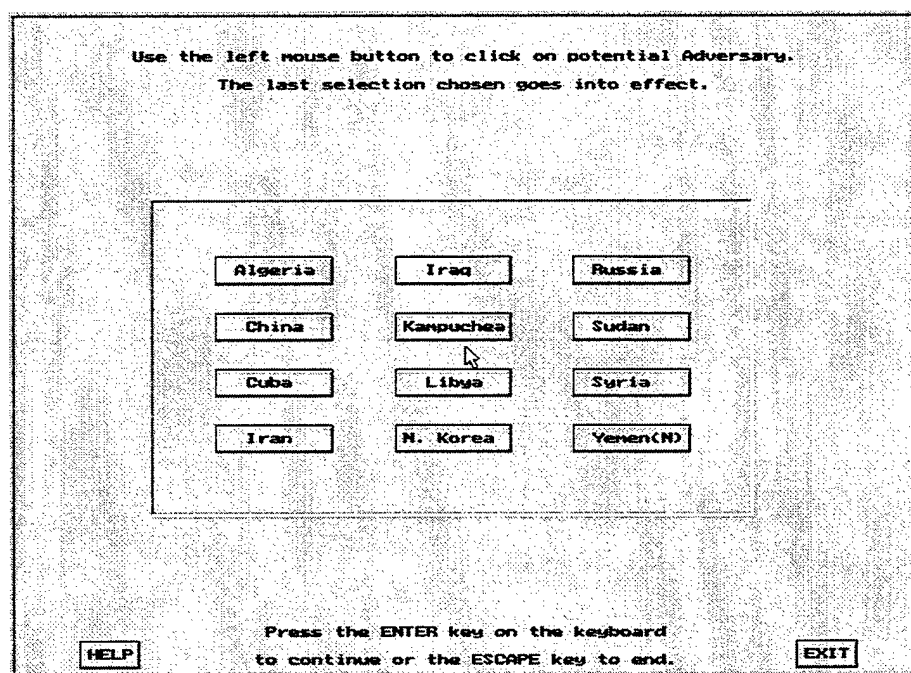 Use the left mouse button to click on potential Adversary.
The last selection chosen goes into effect.
Algeria Iraq Russia
China Kampuchea Sudan
Cuba Libya Syria
Iran N. Korea Yemen(N)
Press the ENTER key on the keyboard
to continue or the ESCAPE key to end.
HELP
EXIT